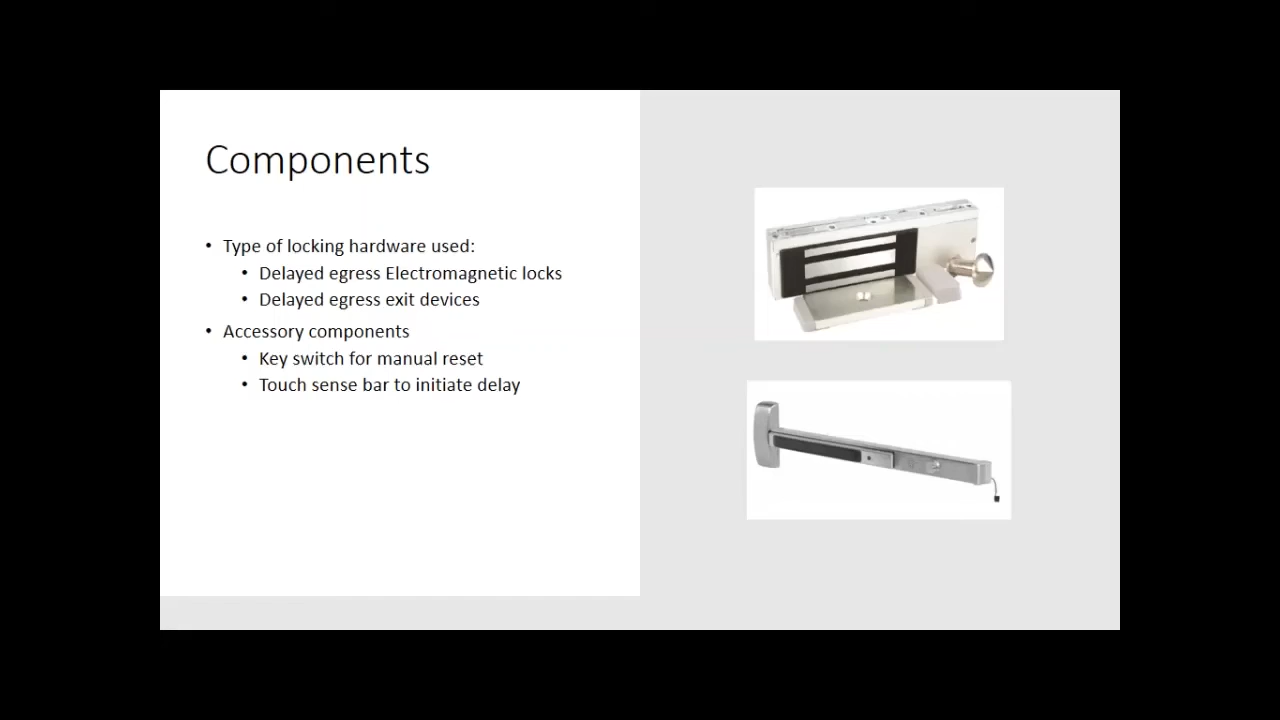 Components
• Type of locking hardware used:
• Delayed egress Electromagnetic locks
• Delayed egress exit devices
• Accessory components
• Key switch for manual reset
• Touch sense bar to initiate delay